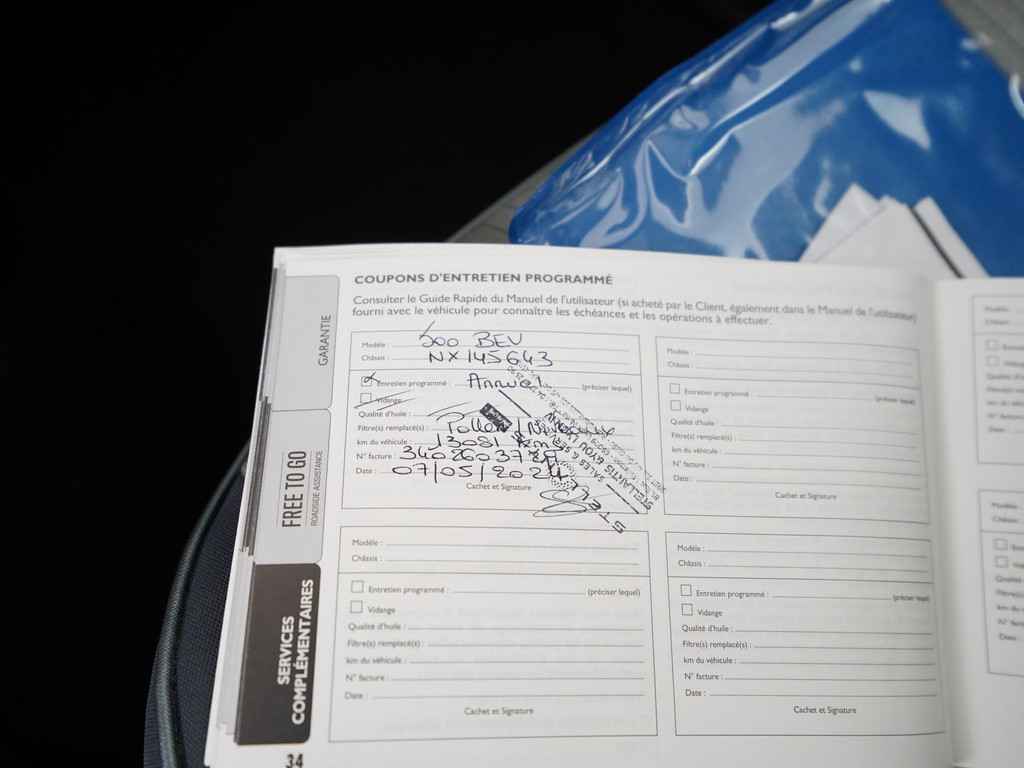 COUPONS D'ENTRETIEN PROGRAMMÉ
Consulter le Guide Rapide du Manuel de l'utilisateur (si acheté par le Client, également dans le Manuel de l'utilisateur)
fourni avec le véhicule pour connaître les échéances et les opérations à effectuer.
GARANTIE
FREE TO GO
ROADSIDE ASSISTANCE
SERVICES
COMPLÉMENTAIRES
Modèle : 500 BEV
Châssis : NX145643
Entretien programmé : Annuel (préciser lequel)
Vidange
Qualité d'huile :
Filtre(s) remplacé(s) : Pollen
km du véhicule : 13081 km
N° facture :
Date : 07/05/2024
Cachet et Signature
STELLANTIS &YOU
SALES & SERVICES
Modèle :
Châssis :
Entretien programmé : (préciser lequel)
Vidange
Qualité d'huile :
Filtre(s) remplacé(s) :
km du véhicule :
N° facture :
Date :
Cachet et Signature
Modèle :
Châssis :
Entretien programmé : (préciser lequel)
Vidange
Qualité d'huile :
Filtre(s) remplacé(s) :
km du véhicule :
N° facture :
Date :
Cachet et Signature
Modèle :
Châssis :
Entretien programmé : (préciser lequel)
Vidange
Qualité d'huile :
Filtre(s) remplacé(s) :
km du véhicule :
N° facture :
Date :
Cachet et Signature
34